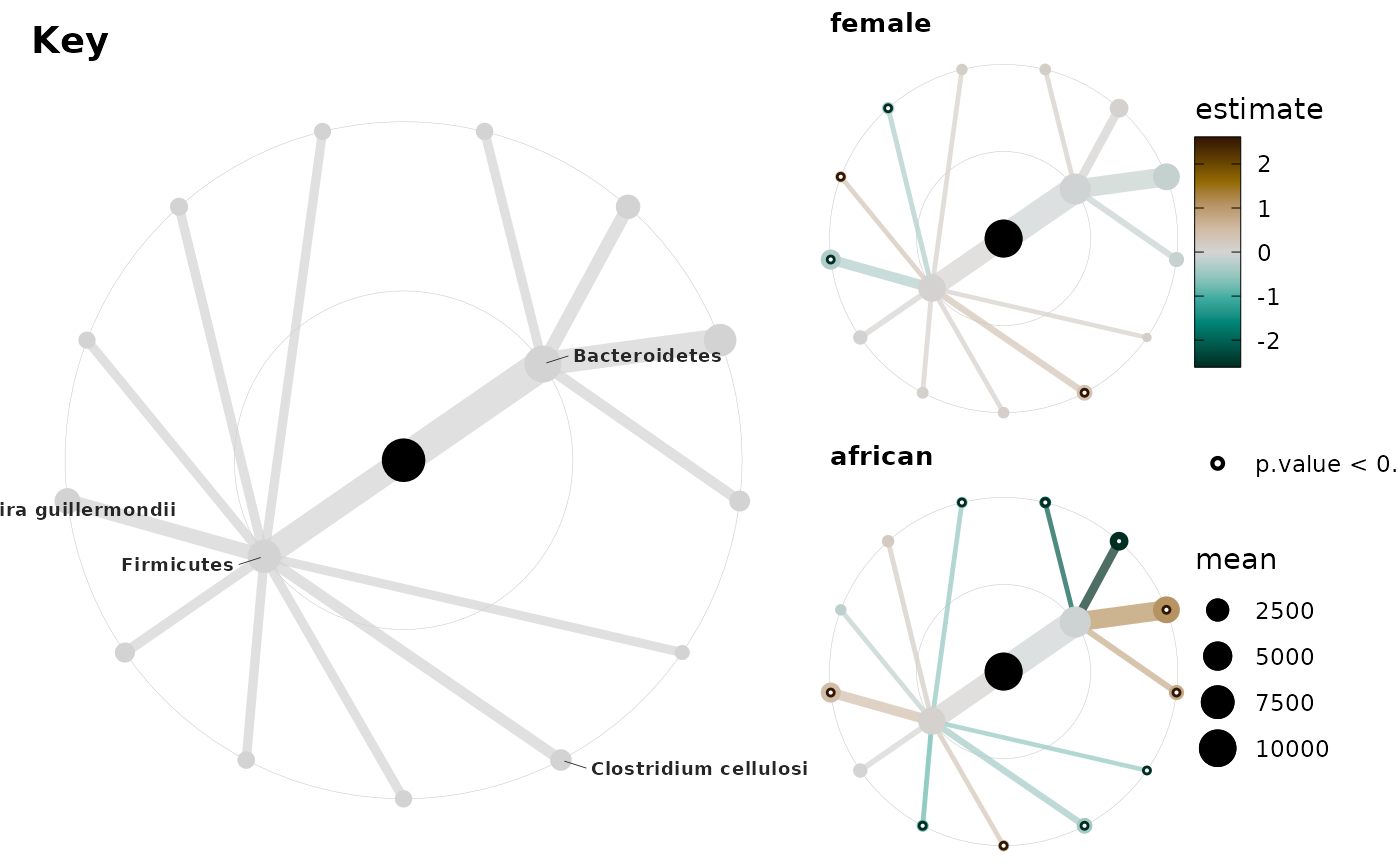 Key
Bacteroidetes
ira guillermondii
Firmicutes
Clostridium cellulosi
female
african
estimate
2
1
0
-1
-2
p.value < 0.
mean
2500
5000
7500
10000